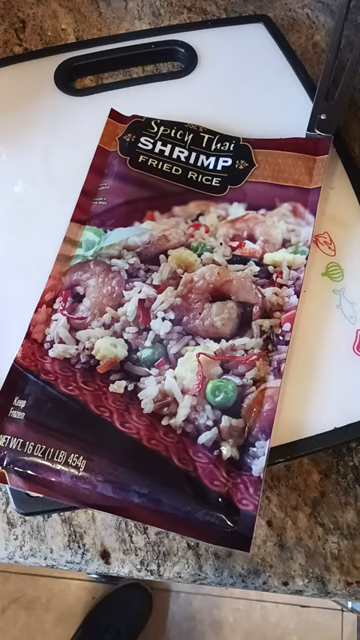 Spicy Thai
SHRIMP
FRIED RICE
Keep
Frozen
NET WT. 16 OZ (1 LB) 454g